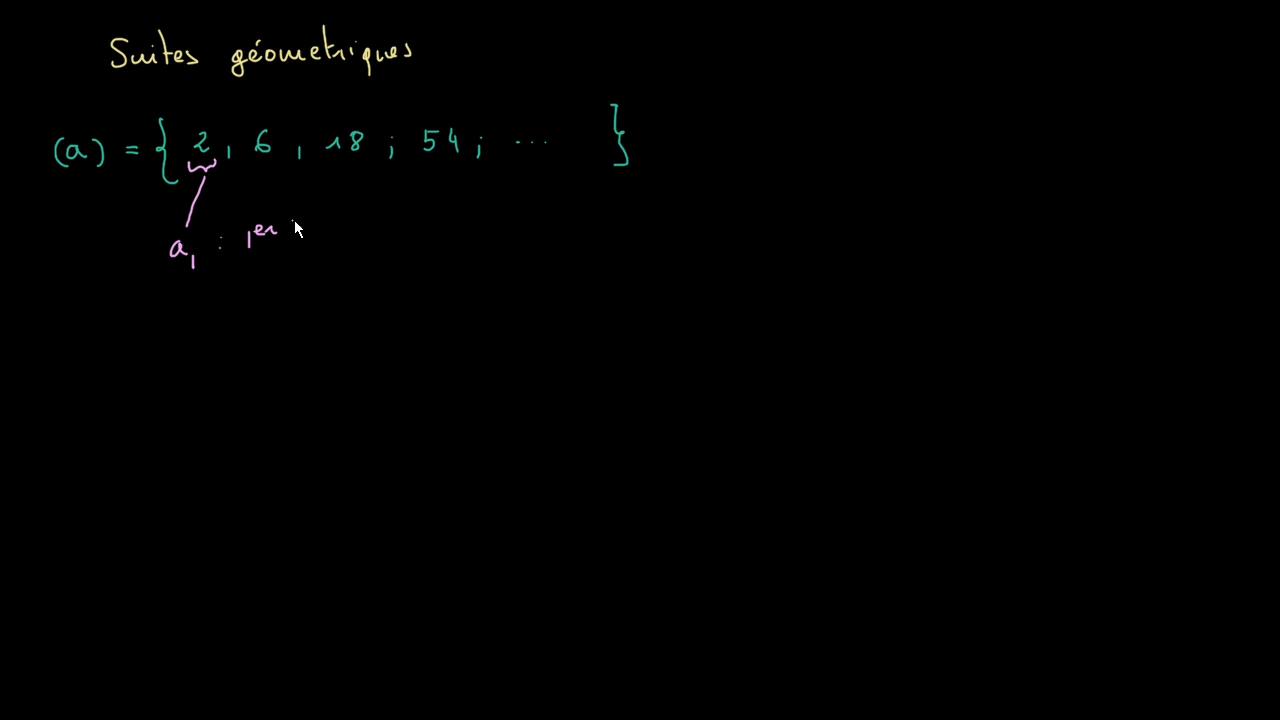 Suites géometriques
(a) = { 2, 6, 18 ; 54 ; ... }
a₁ : 1er